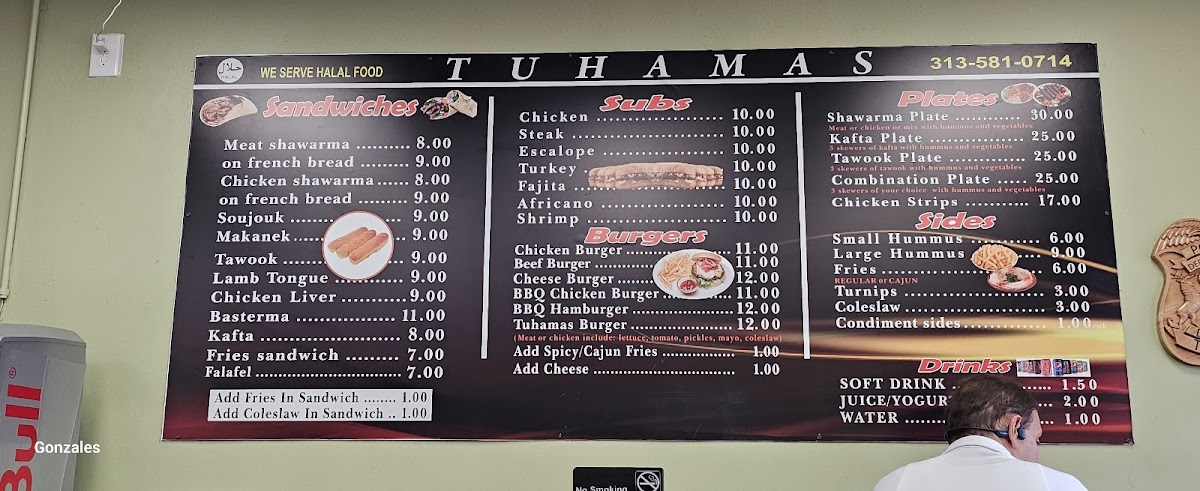 حلال
HALAL
WE SERVE HALAL FOOD
TUHAMAS
313-581-0714
Sandwiches
Meat shawarma ......... 8.00
on french bread ......... 9.00
Chicken shawarma...... 8.00
on french bread ......... 9.00
Soujouk 9.00
Makanek 9.00
Tawook 9.00
Lamb Tongue 9.00
Chicken Liver ............ 9.00
Basterma .................. 11.00
Kafta ........................ 8.00
Fries sandwich ........... 7.00
Falafel ........................ 7.00
Add Fries In Sandwich ........ 1.00
Add Coleslaw In Sandwich .. 1.00
Subs
Chicken ...................... 10.00
Steak .......................... 10.00
Escalope ..................... 10.00
Turkey 10.00
Fajita 10.00
Africano ..................... 10.00
Shrimp ....................... 10.00
Burgers
Chicken Burger 11.00
Beef Burger 11.00
Cheese Burger 12.00
BBQ Chicken Burger 11.00
BBQ Hamburger 12.00
Tuhamas Burger ................... 12.00
(Meat or chicken include: lettuce, tomato, pickles, mayo, coleslaw)
Add Spicy/Cajun Fries ................. 1.00
Add Cheese ................................ 1.00
Plates
Shawarma Plate ............ 30.00
Meat or chicken or mix with hummus and vegetables
Kafta Plate .................. 25.00
3 skewers of kafta with hummus and vegetables
Tawook Plate .............. 25.00
3 skewers of tawook with hummus and vegetables
Combination Plate ..... 25.00
3 skewers of your choice with hummus and vegetables
Chicken Strips ............ 17.00
Sides
Small Hummus ........... 6.00
Large Hummus 9.00
Fries 6.00
REGULAR or CAJUN
Turnips ..................... 3.00
Coleslaw .................... 3.00
Condiment sides........... 1.00 each
Drinks
SOFT DRINK 1.50
JUICE/YOGURT 2.00
WATER 1.00
Bull
®
Gonzales
No Smoking